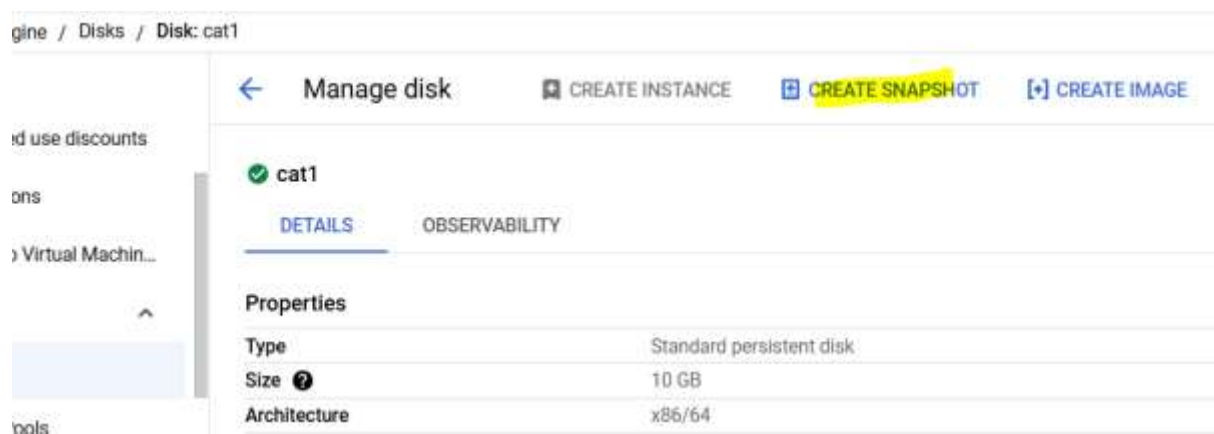 gine / Disks / Disk: cat1
Manage disk CREATE INSTANCE CREATE SNAPSHOT CREATE IMAGE
ed use discounts
cat1
ons
DETAILS OBSERVABILITY
o Virtual Machin...
Properties
Type Standard persistent disk
Size 10 GB
Architecture x86/64
ools